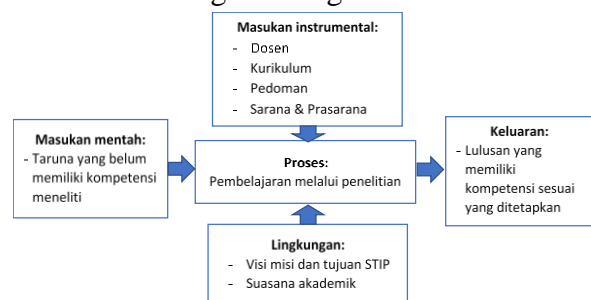 Masukan instrumental:
- Dosen
- Kurikulum
- Pedoman
- Sarana & Prasarana
Masukan mentah:
- Taruna yang belum
memiliki kompetensi
meneliti
Proses:
Pembelajaran melalui penelitian
Keluaran:
- Lulusan yang
memiliki
kompetensi sesuai
yang ditetapkan
Lingkungan:
- Visi misi dan tujuan STIP
- Suasana akademik